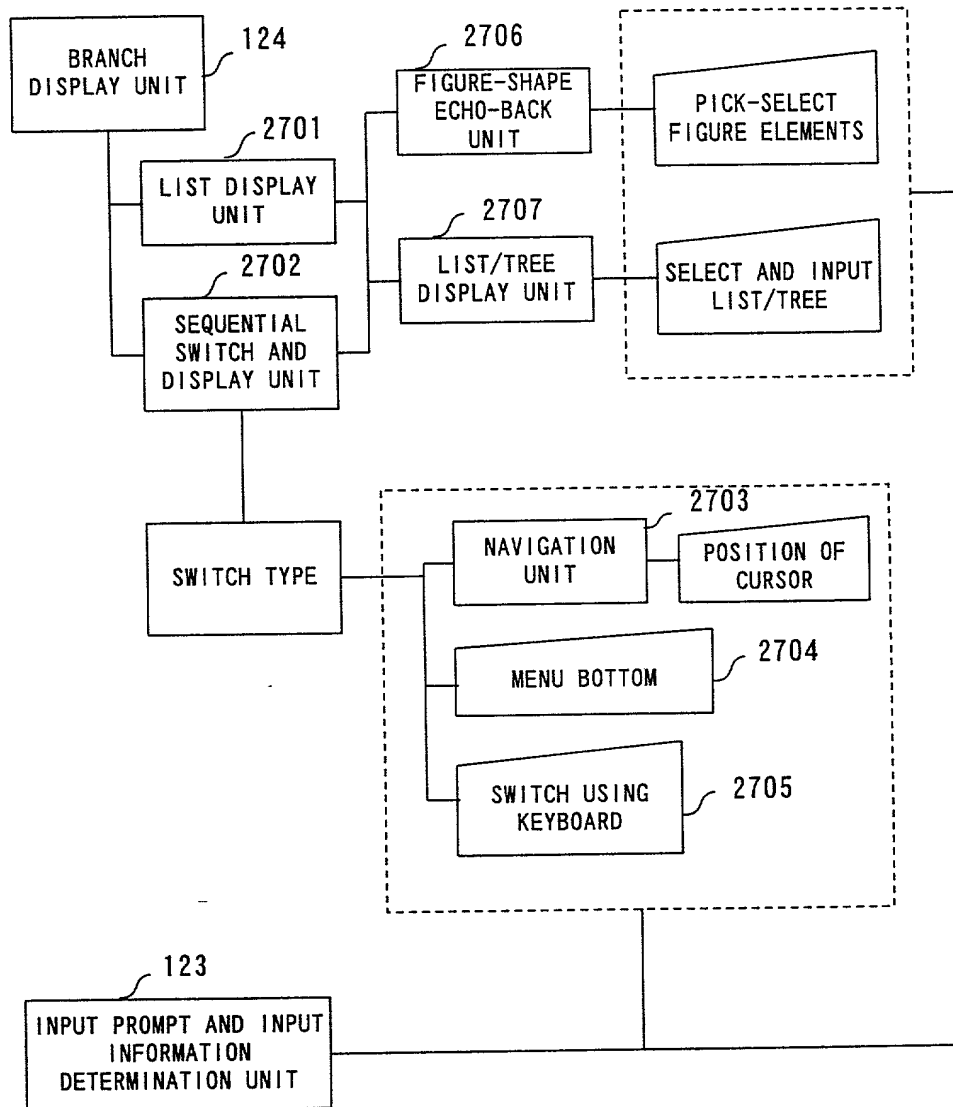 BRANCH
DISPLAY UNIT
124
2706
FIGURE-SHAPE
ECHO-BACK
UNIT
PICK-SELECT
FIGURE ELEMENTS
2701
LIST DISPLAY
UNIT
2707
LIST/TREE
DISPLAY UNIT
SELECT AND INPUT
LIST/TREE
2702
SEQUENTIAL
SWITCH AND
DISPLAY UNIT
SWITCH TYPE
2703
NAVIGATION
UNIT
POSITION OF
CURSOR
MENU BOTTOM
2704
SWITCH USING
KEYBOARD
2705
123
INPUT PROMPT AND INPUT
INFORMATION
DETERMINATION UNIT